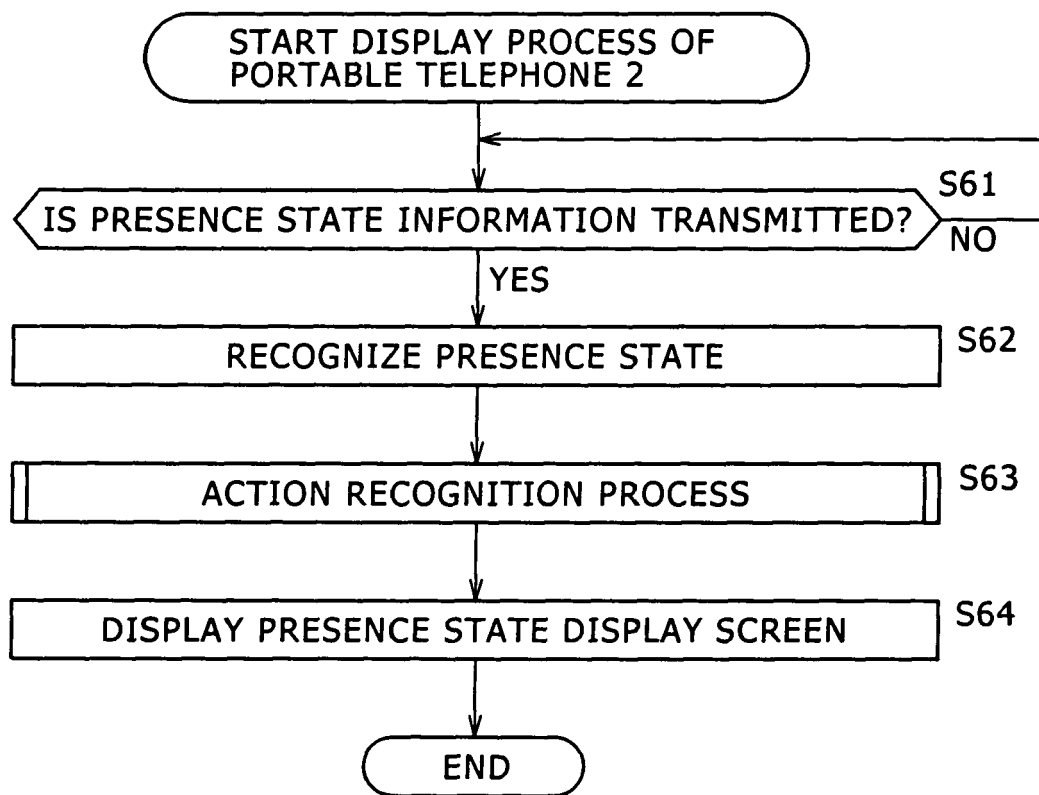 START DISPLAY PROCESS OF
PORTABLE TELEPHONE 2
S61
IS PRESENCE STATE INFORMATION TRANSMITTED?
NO
YES
S62
RECOGNIZE PRESENCE STATE
S63
ACTION RECOGNITION PROCESS
S64
DISPLAY PRESENCE STATE DISPLAY SCREEN
END